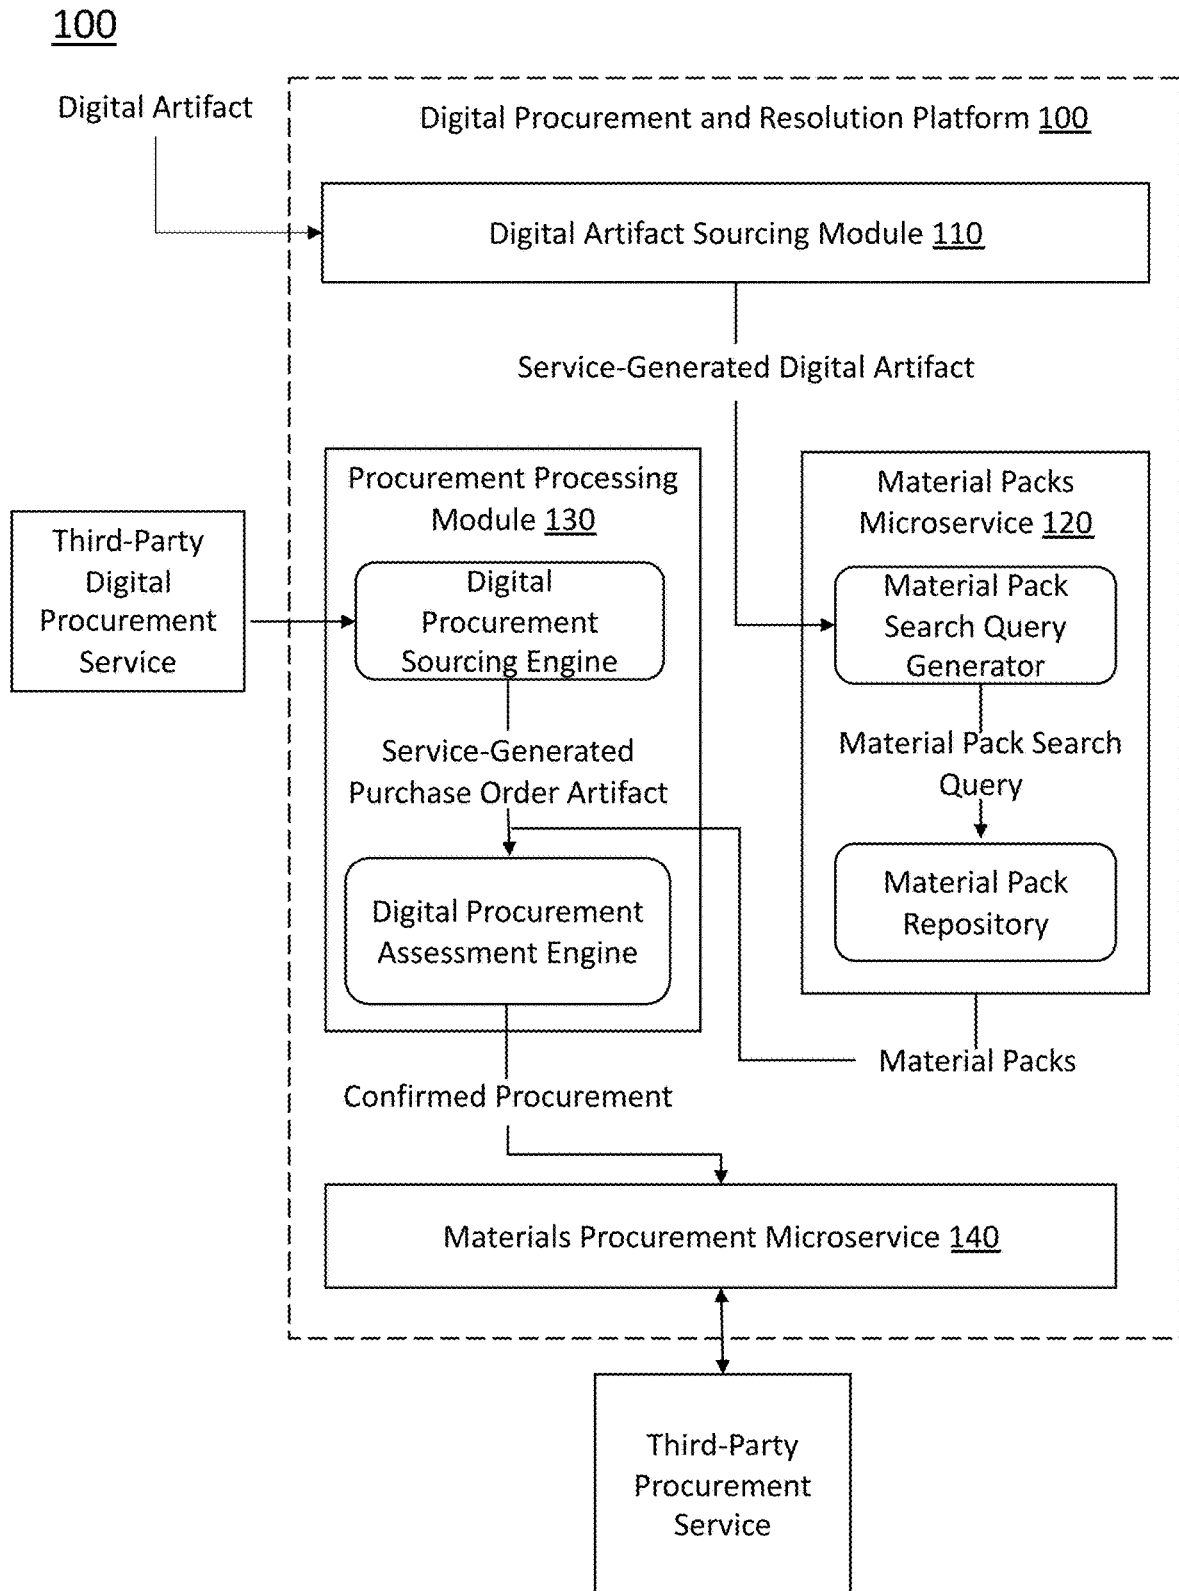 100
Digital Artifact
Digital Procurement and Resolution Platform 100
Digital Artifact Sourcing Module 110
Service-Generated Digital Artifact
Procurement Processing
Module 130
Material Packs
Microservice 120
Third-Party
Digital
Procurement
Service
Digital
Procurement
Sourcing Engine
Material Pack
Search Query
Generator
Service-Generated
Purchase Order Artifact
Material Pack Search
Query
Digital Procurement
Assessment Engine
Material Pack
Repository
Material Packs
Confirmed Procurement
Materials Procurement Microservice 140
Third-Party
Procurement
Service